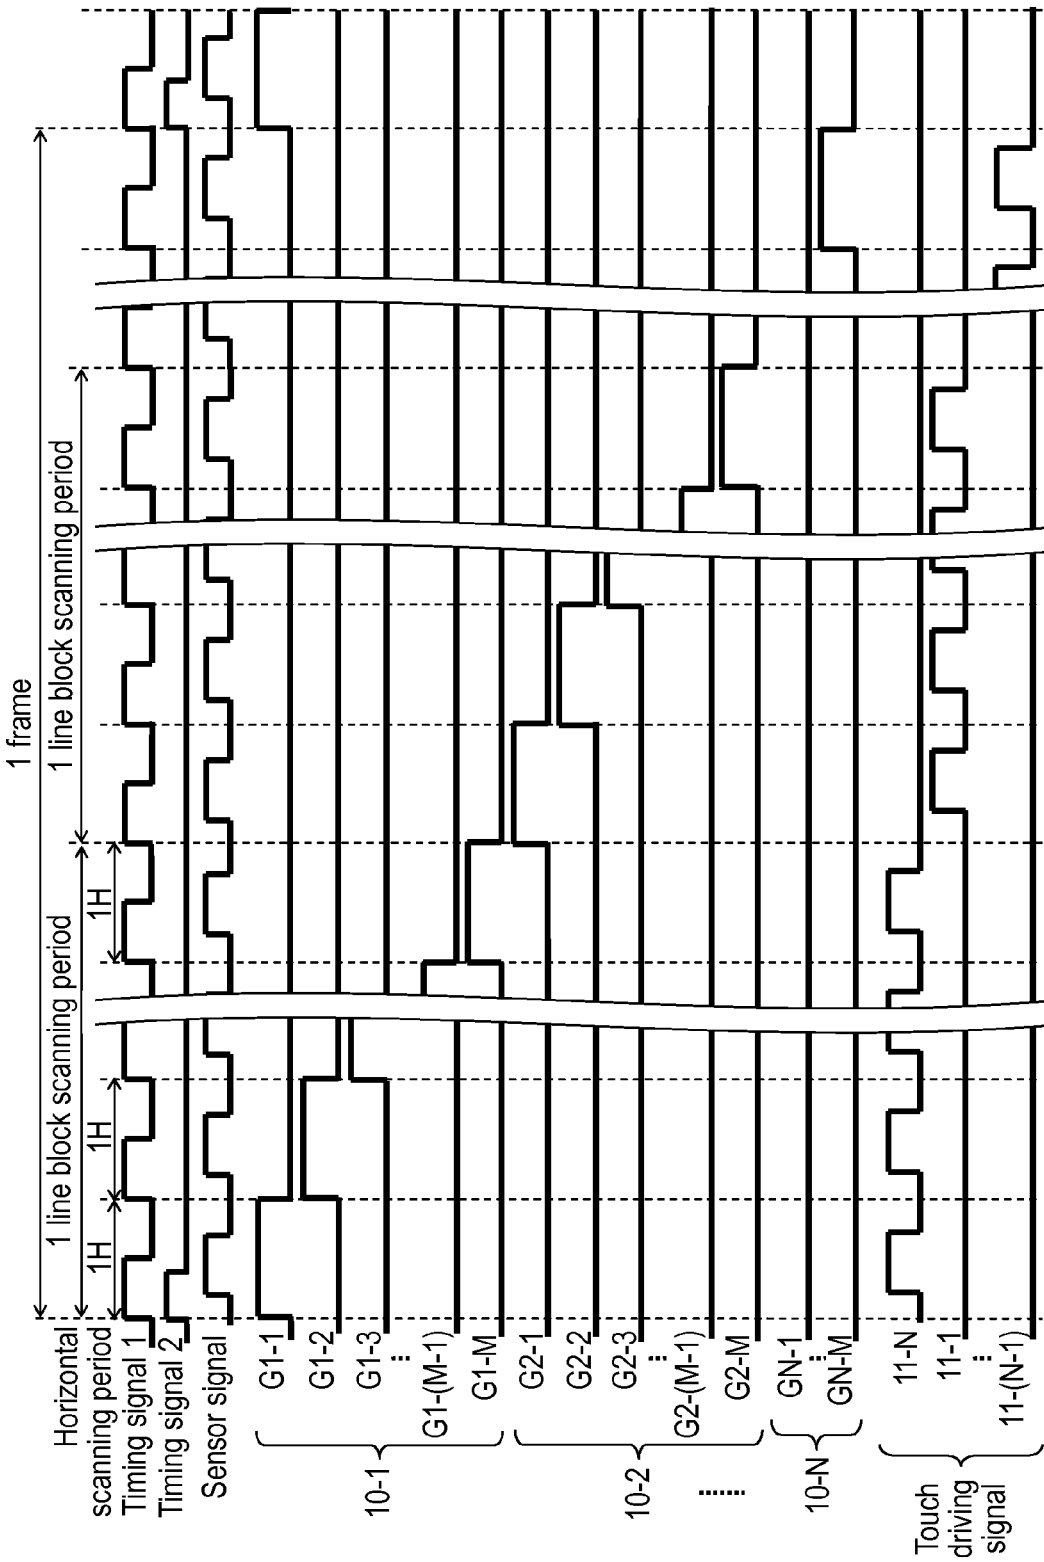 1 frame
1 line block scanning period
1 line block scanning period
1H
1H
1H
Horizontal
scanning period
Timing signal 1
Timing signal 2
Sensor signal
10-1
G1-1
G1-2
G1-3
G1-(M-1)
G1-M
10-2
G2-1
G2-2
G2-3
G2-(M-1)
G2-M
10-N
GN-1
GN-M
Touch
driving
signal
11-N
11-1
11-(N-1)